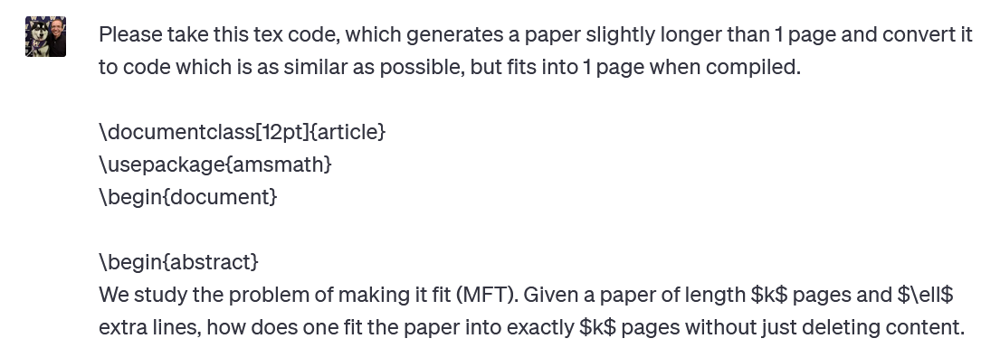 Please take this tex code, which generates a paper slightly longer than 1 page and convert it
to code which is as similar as possible, but fits into 1 page when compiled.
\documentclass[12pt]{article}
\usepackage{amsmath}
\begin{document}
\begin{abstract}
We study the problem of making it fit (MFT). Given a paper of length $k$ pages and $\ell$
extra lines, how does one fit the paper into exactly $k$ pages without just deleting content.